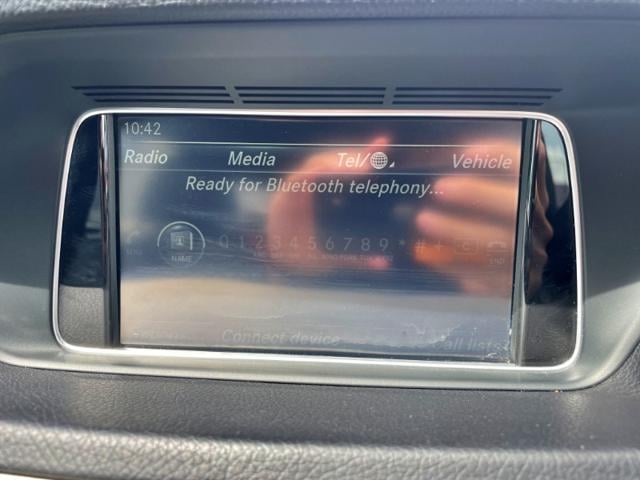 10:42
Radio Media Tel/ Vehicle
Ready for Bluetooth telephony...
NAME 0 1 2 3 4 5 6 7 8 9 * # + C END
Connect device Call lists